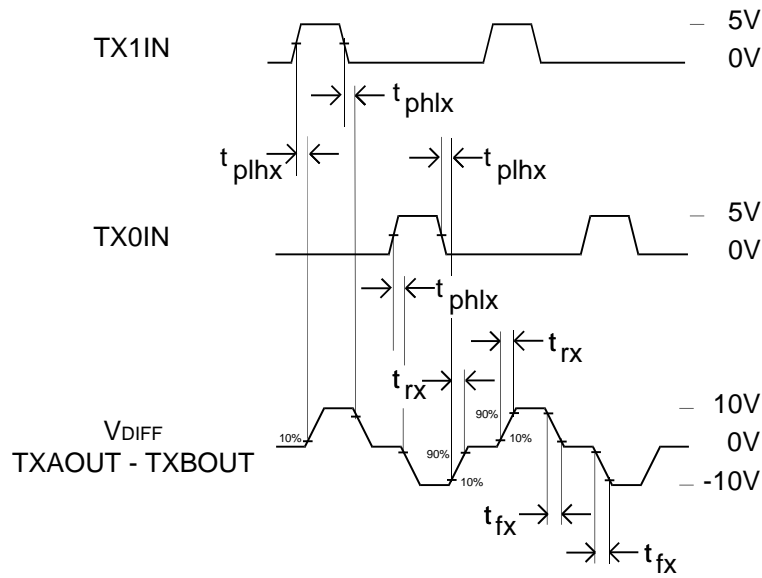 TX1IN
5V
0V
t phlx
t plhx
t plhx
TX0IN
5V
0V
t phlx
t rx
t rx
10V
90%
10%
10%
90%
0V
VDIFF
TXAOUT - TXBOUT
10%
-10V
t fx
t fx